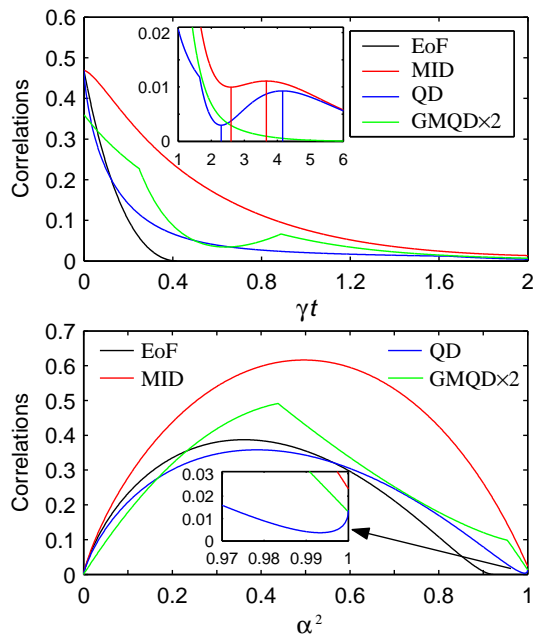 0.6
0.5
0.4
0.3
0.2
0.1
0
Correlations
0.02
0.01
0
1 2 3 4 5 6
EoF
MID
QD
GMQD×2
0 0.4 0.8 1.2 1.6 2
γt
0.7
0.6
0.5
0.4
0.3
0.2
0.1
0
Correlations
EoF
MID
QD
GMQD×2
0.03
0.02
0.01
0
0.97 0.98 0.99 1
0 0.2 0.4 0.6 0.8 1
α²